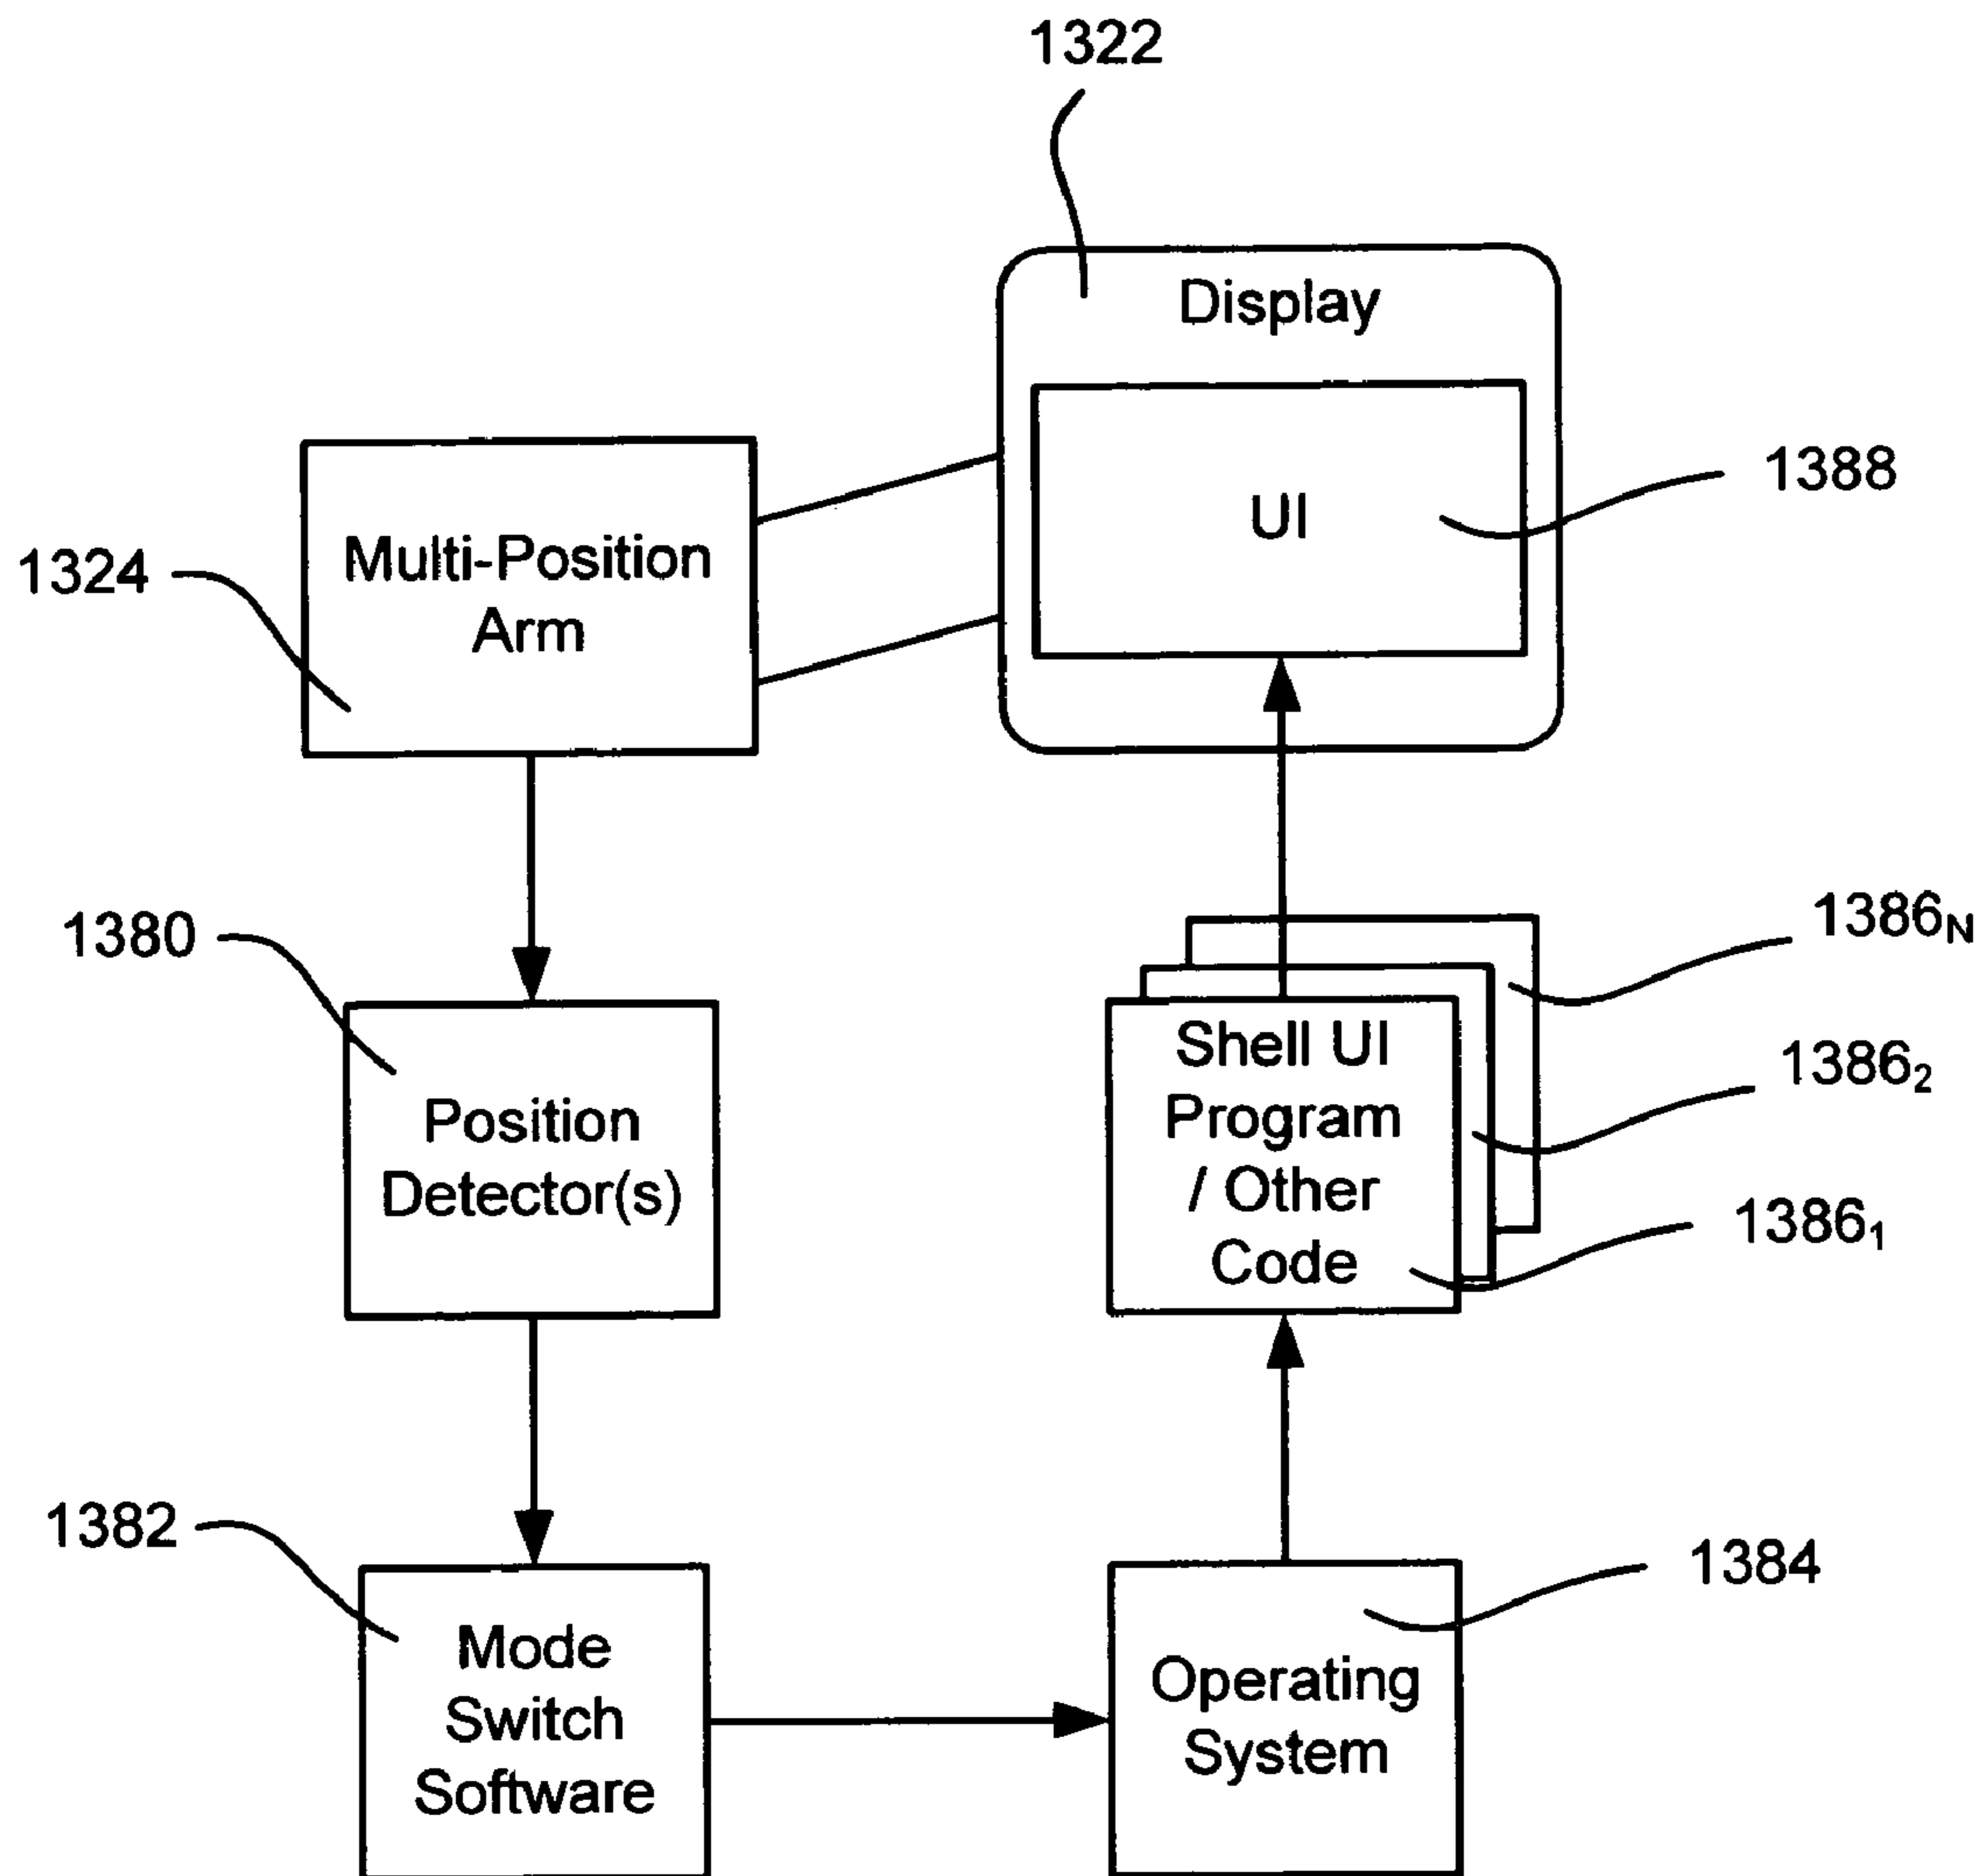 1322
Display
UI
1388
Multi-Position
Arm
1324
1380
Position
Detector(s)
Shell UI
Program
/ Other
Code
1386N
13862
13861
1382
Mode
Switch
Software
1384
Operating
System